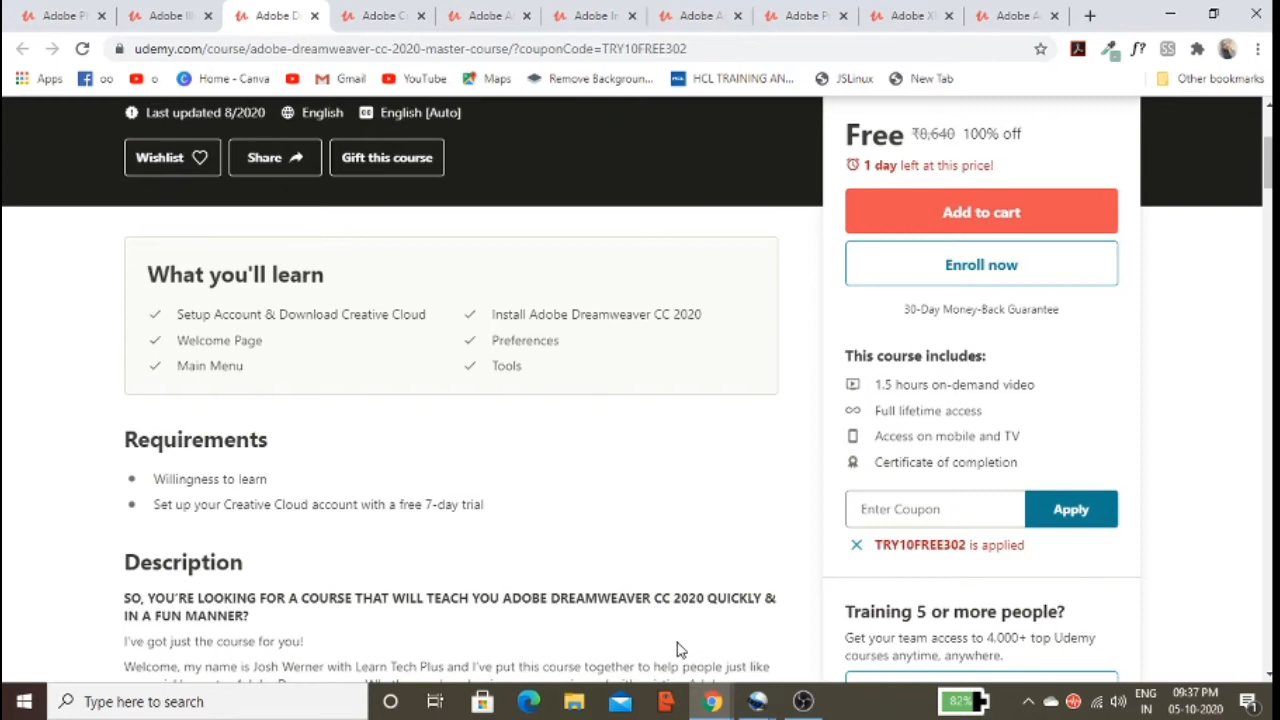 Adobe Pl
Adobe Ill
Adobe D
Adobe C
Adobe Al
Adobe In
Adobe A
Adobe Pr
Adobe XI
Adobe A
udemy.com/course/adobe-dreamweaver-cc-2020-master-course/?couponCode=TRY10FREE302
Apps
oo
o
Home - Canva
Gmail
YouTube
Maps
Remove Backgroun...
HCL TRAINING AN...
JSLinux
New Tab
Other bookmarks
Last updated 8/2020 English English [Auto]
Wishlist
Share
Gift this course
Free ₹8,640 100% off
1 day left at this price!
Add to cart
Enroll now
30-Day Money-Back Guarantee
This course includes:
1.5 hours on-demand video
Full lifetime access
Access on mobile and TV
Certificate of completion
Enter Coupon
Apply
TRY10FREE302 is applied
Training 5 or more people?
Get your team access to 4,000+ top Udemy
courses anytime, anywhere.
What you'll learn
Setup Account & Download Creative Cloud
Install Adobe Dreamweaver CC 2020
Welcome Page
Preferences
Main Menu
Tools
Requirements
Willingness to learn
Set up your Creative Cloud account with a free 7-day trial
Description
SO, YOU'RE LOOKING FOR A COURSE THAT WILL TEACH YOU ADOBE DREAMWEAVER CC 2020 QUICKLY &
IN A FUN MANNER?
I've got just the course for you!
Welcome, my name is Josh Werner with Learn Tech Plus and I've put this course together to help people just like
Type here to search
82%
ENG
IN
09:37 PM
05-10-2020
1